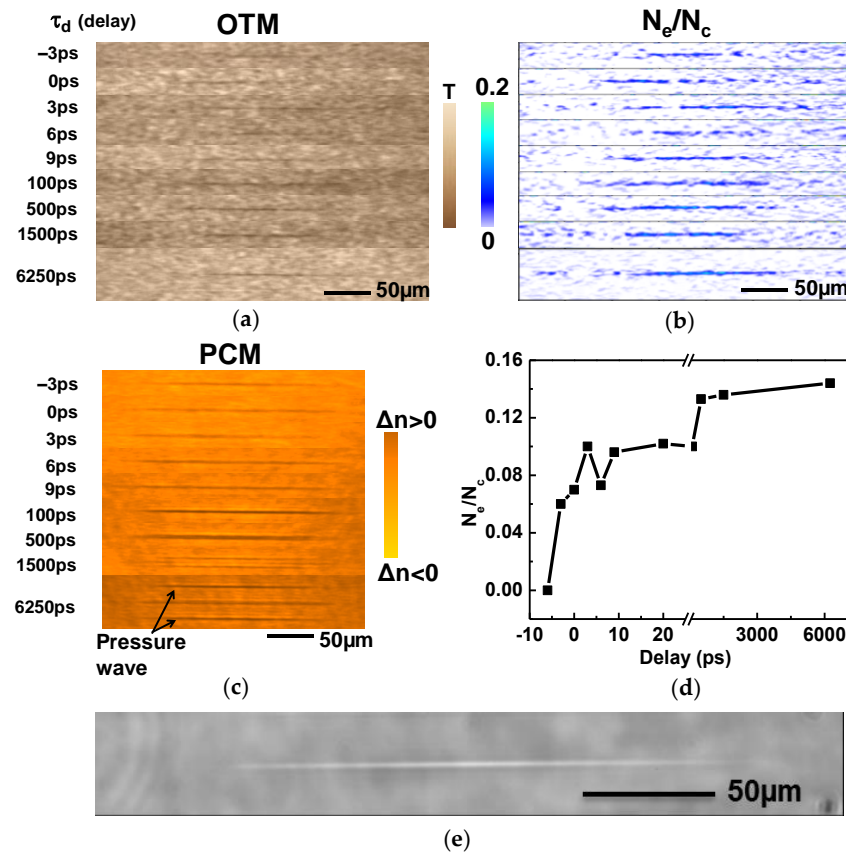 τd (delay)
OTM
Ne/Nc
−3ps
0ps
3ps
6ps
9ps
100ps
500ps
1500ps
6250ps
T
0.2
0
50µm
50µm
(a)
(b)
PCM
−3ps
0ps
3ps
6ps
9ps
100ps
500ps
1500ps
6250ps
Δn>0
Δn<0
Pressure
wave
50µm
(c)
Ne/Nc
0.16
0.12
0.08
0.04
0.00
-10 0 10 20 3000 6000
Delay (ps)
(d)
50µm
(e)